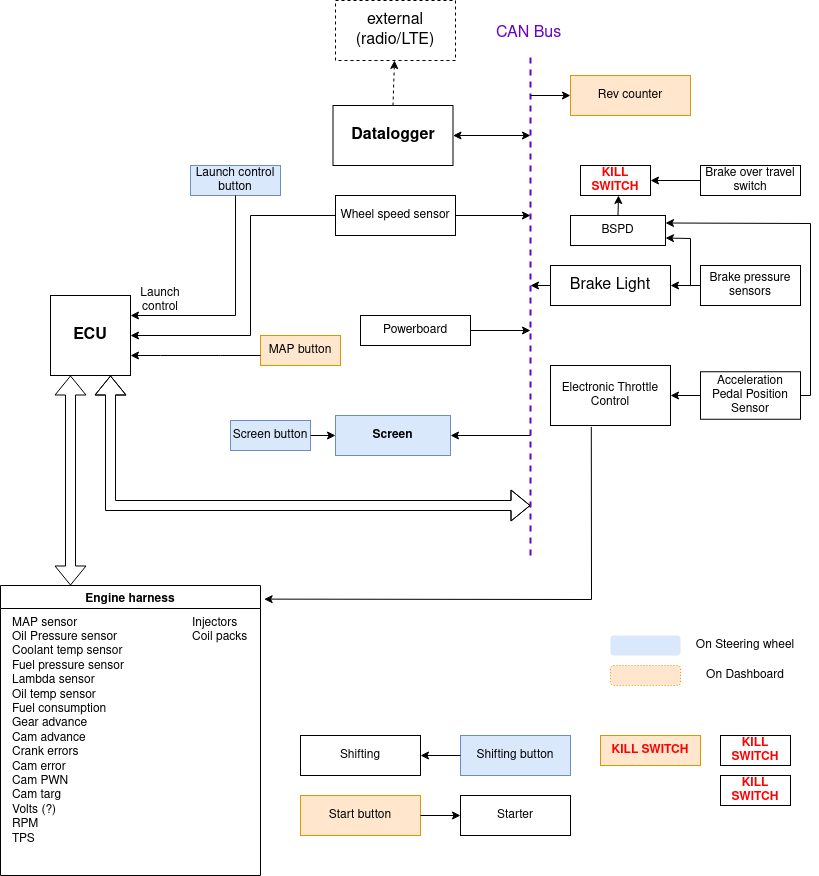 external
(radio/LTE)
CAN Bus
Rev counter
Datalogger
Launch control
button
KILL
SWITCH
Brake over travel
switch
Wheel speed sensor
BSPD
Launch
control
Brake Light
Brake pressure
sensors
ECU
Powerboard
MAP button
Electronic Throttle
Control
Acceleration
Pedal Position
Sensor
Screen button
Screen
Engine harness
MAP sensor
Oil Pressure sensor
Coolant temp sensor
Fuel pressure sensor
Lambda sensor
Oil temp sensor
Fuel consumption
Gear advance
Cam advance
Crank errors
Cam error
Cam PWN
Cam targ
Volts (?)
RPM
TPS
Injectors
Coil packs
On Steering wheel
On Dashboard
Shifting
Shifting button
KILL SWITCH
KILL
SWITCH
KILL
SWITCH
Start button
Starter